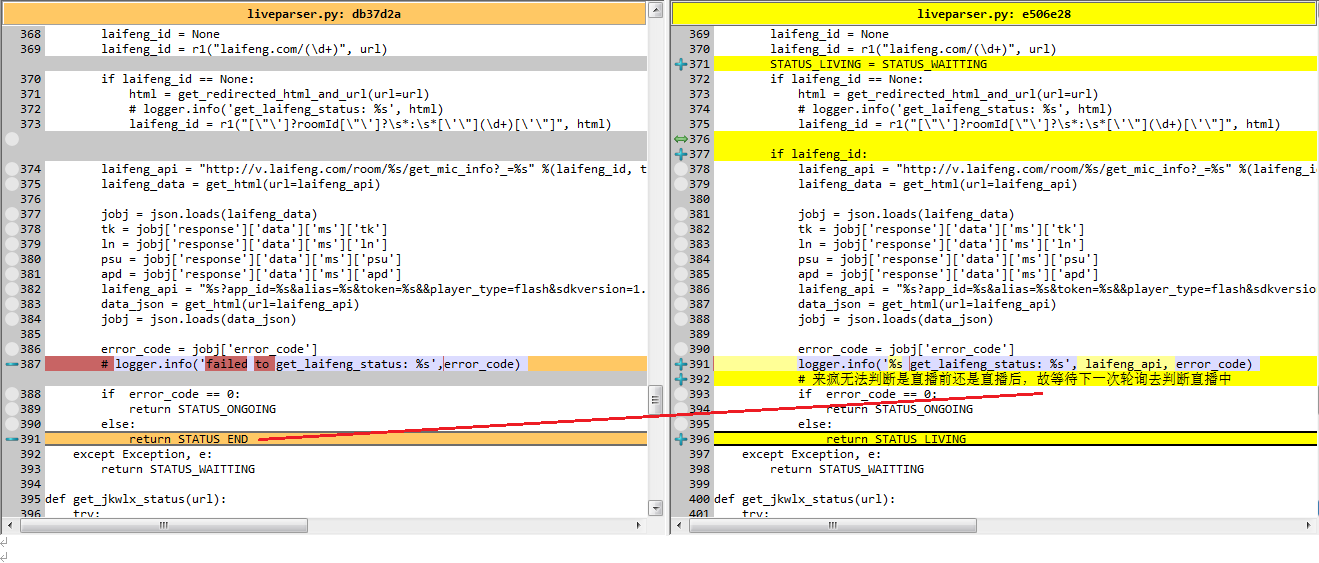 liveparser.py: db37d2a
368 laifeng_id = None
369 laifeng_id = r1("laifeng.com/(\d+)", url)
370 if laifeng_id == None:
371 html = get_redirected_html_and_url(url=url)
372 # logger.info('get_laifeng_status: %s', html)
373 laifeng_id = r1("[\"\']?roomId[\"\']?\s*:\s*[\'\"](\d+)[\'\"]", html)
374 laifeng_api = "http://v.laifeng.com/room/%s/get_mic_info?_=%s" %(laifeng_id, t
375 laifeng_data = get_html(url=laifeng_api)
376
377 jobj = json.loads(laifeng_data)
378 tk = jobj['response']['data']['ms']['tk']
379 ln = jobj['response']['data']['ms']['ln']
380 psu = jobj['response']['data']['ms']['psu']
381 apd = jobj['response']['data']['ms']['apd']
382 laifeng_api = "%s?app_id=%s&alias=%s&token=%s&&player_type=flash&sdkversion=1.
383 data_json = get_html(url=laifeng_api)
384 jobj = json.loads(data_json)
385
386 error_code = jobj['error_code']
387 # logger.info('failed to get_laifeng_status: %s',error_code)
388 if  error_code == 0:
389 return STATUS_ONGOING
390 else:
391 return STATUS_END
392 except Exception, e:
393 return STATUS_WAITTING
394
395 def get_jkwlx_status(url):
396 try:
liveparser.py: e506e28
369 laifeng_id = None
370 laifeng_id = r1("laifeng.com/(\d+)", url)
371 STATUS_LIVING = STATUS_WAITTING
372 if laifeng_id == None:
373 html = get_redirected_html_and_url(url=url)
374 # logger.info('get_laifeng_status: %s', html)
375 laifeng_id = r1("[\"\']?roomId[\"\']?\s*:\s*[\'\"](\d+)[\'\"]", html)
376
377 if laifeng_id:
378 laifeng_api = "http://v.laifeng.com/room/%s/get_mic_info?_=%s" %(laifeng_i
379 laifeng_data = get_html(url=laifeng_api)
380
381 jobj = json.loads(laifeng_data)
382 tk = jobj['response']['data']['ms']['tk']
383 ln = jobj['response']['data']['ms']['ln']
384 psu = jobj['response']['data']['ms']['psu']
385 apd = jobj['response']['data']['ms']['apd']
386 laifeng_api = "%s?app_id=%s&alias=%s&token=%s&&player_type=flash&sdkversion
387 data_json = get_html(url=laifeng_api)
388 jobj = json.loads(data_json)
389
390 error_code = jobj['error_code']
391 logger.info('%s get_laifeng_status: %s', laifeng_api, error_code)
392 # 来疯无法判断是直播前还是直播后，故等待下一次轮询去判断直播中
393 if  error_code == 0:
394 return STATUS_ONGOING
395 else:
396 return STATUS_LIVING
397 except Exception, e:
398 return STATUS_WAITTING
399
400 def get_jkwlx_status(url):
401 try: